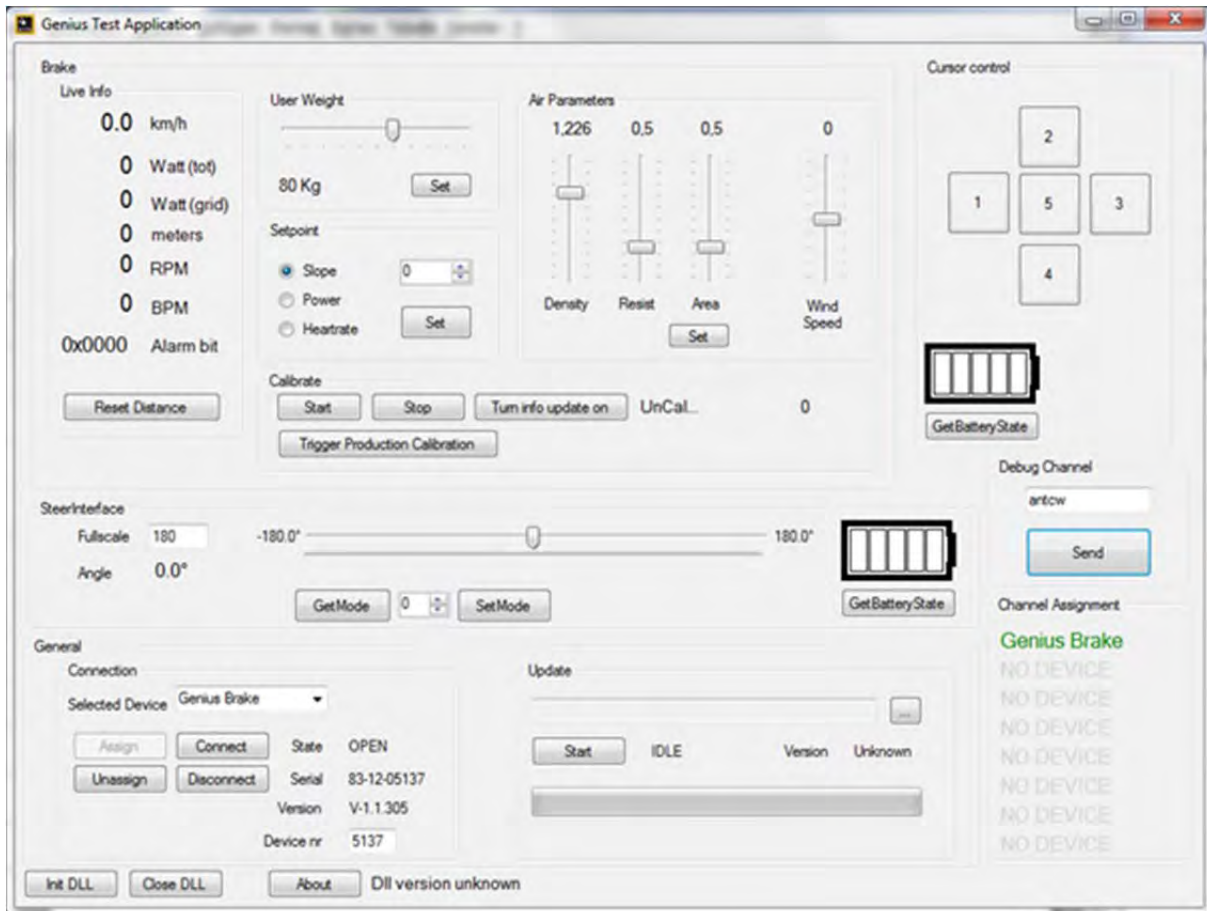 Genius Test Application
Brake
Live Info
0.0 km/h
0 Watt (tot)
0 Watt (grid)
0 meters
0 RPM
0 BPM
0x0000 Alarm bit
Reset Distance
User Weight
80 Kg Set
Setpoint
Slope 0
Power
Heartrate
Set
Air Parameters
1,226 0,5 0,5 0
Density Resist Area Wind Speed
Set
Calibrate
Start Stop Turn info update on UnCal... 0
Trigger Production Calibration
Cursor control
2
1 5 3
4
GetBatteryState
Debug Channel
antcw
Send
SteerInterface
Fullscale 180 -180.0° 180.0°
Angle 0.0°
GetMode 0 SetMode
GetBatteryState
Channel Assignment
Genius Brake
NO DEVICE
NO DEVICE
NO DEVICE
NO DEVICE
NO DEVICE
NO DEVICE
NO DEVICE
General
Connection
Selected Device Genius Brake
Assign Connect State OPEN
Unassign Disconnect Serial 83-12-05137
Version V-1.1.305
Device nr 5137
Update
...
Start IDLE Version Unknown
Init DLL Close DLL About Dll version unknown